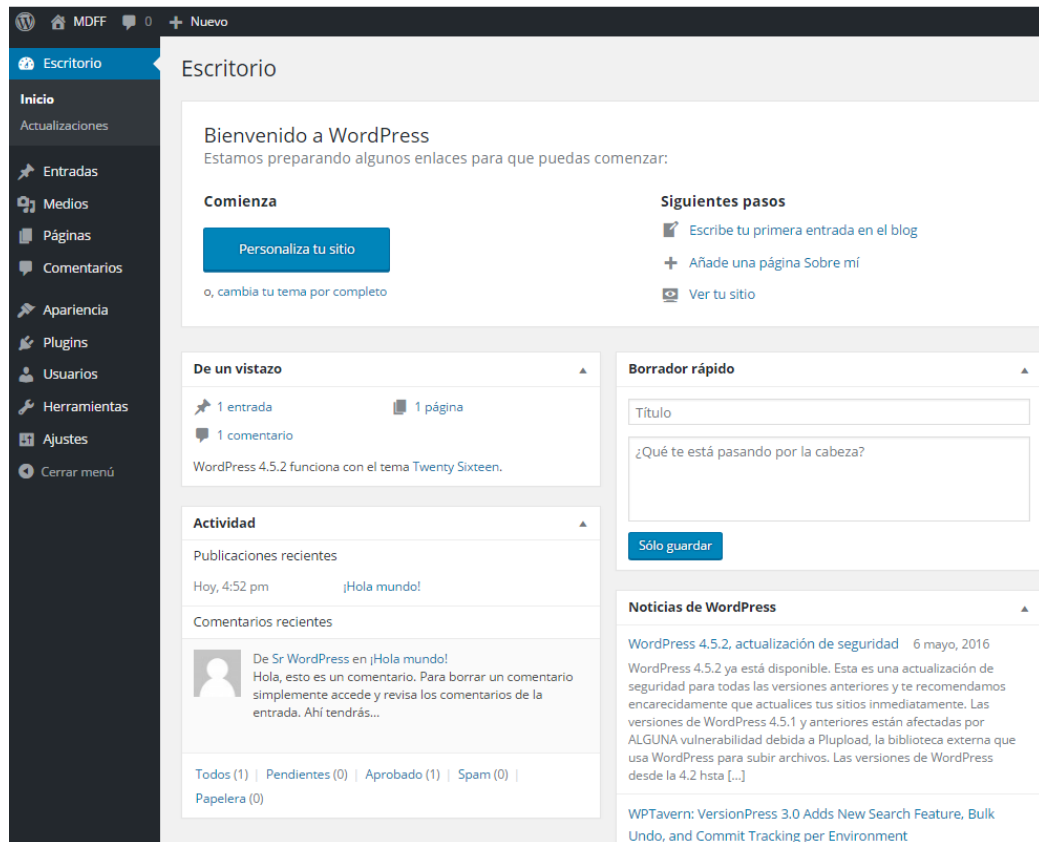 MDFF 0 + Nuevo
Escritorio
Inicio
Actualizaciones
Entradas
Medios
Páginas
Comentarios
Apariencia
Plugins
Usuarios
Herramientas
Ajustes
Cerrar menú
Escritorio
Bienvenido a WordPress
Estamos preparando algunos enlaces para que puedas comenzar:
Comienza
Personaliza tu sitio
o, cambia tu tema por completo
Siguientes pasos
Escribe tu primera entrada en el blog
Añade una página Sobre mí
Ver tu sitio
De un vistazo
1 entrada
1 página
1 comentario
WordPress 4.5.2 funciona con el tema Twenty Sixteen.
Actividad
Publicaciones recientes
Hoy, 4:52 pm ¡Hola mundo!
Comentarios recientes
De Sr WordPress en ¡Hola mundo!
Hola, esto es un comentario. Para borrar un comentario
simplemente accede y revisa los comentarios de la
entrada. Ahí tendrás...
Todos (1) | Pendientes (0) | Aprobado (1) | Spam (0) |
Papelera (0)
Borrador rápido
Título
¿Qué te está pasando por la cabeza?
Sólo guardar
Noticias de WordPress
WordPress 4.5.2, actualización de seguridad 6 mayo, 2016
WordPress 4.5.2 ya está disponible. Esta es una actualización de
seguridad para todas las versiones anteriores y te recomendamos
encarecidamente que actualices tus sitios inmediatamente. Las
versiones de WordPress 4.5.1 y anteriores están afectadas por
ALGUNA vulnerabilidad debida a Plupload, la biblioteca externa que
usa WordPress para subir archivos. Las versiones de WordPress
desde la 4.2 hsta [...]
WPTavern: VersionPress 3.0 Adds New Search Feature, Bulk
Undo, and Commit Tracking per Environment